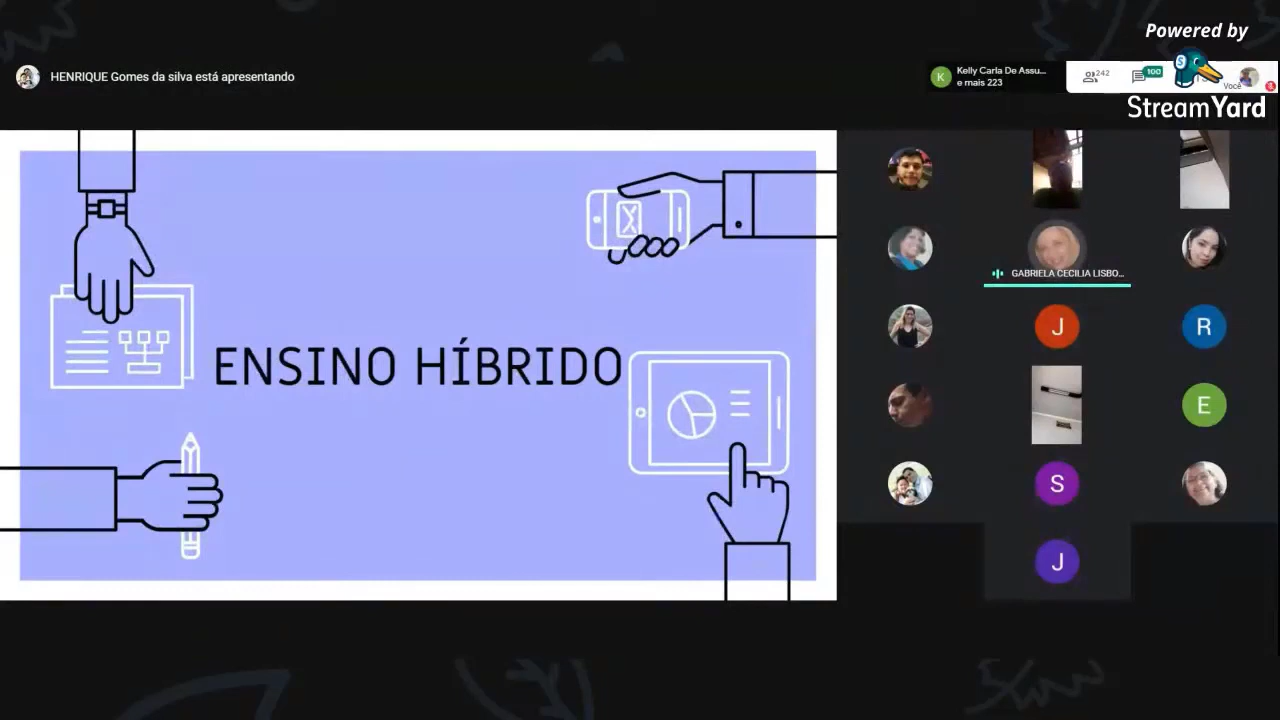 Powered by
StreamYard
HENRIQUE Gomes da silva está apresentando
K
Kelly Carla De Assu...
e mais 223
242
100
Você
ENSINO HÍBRIDO
GABRIELA CECILIA LISBO...
J
R
E
S
J